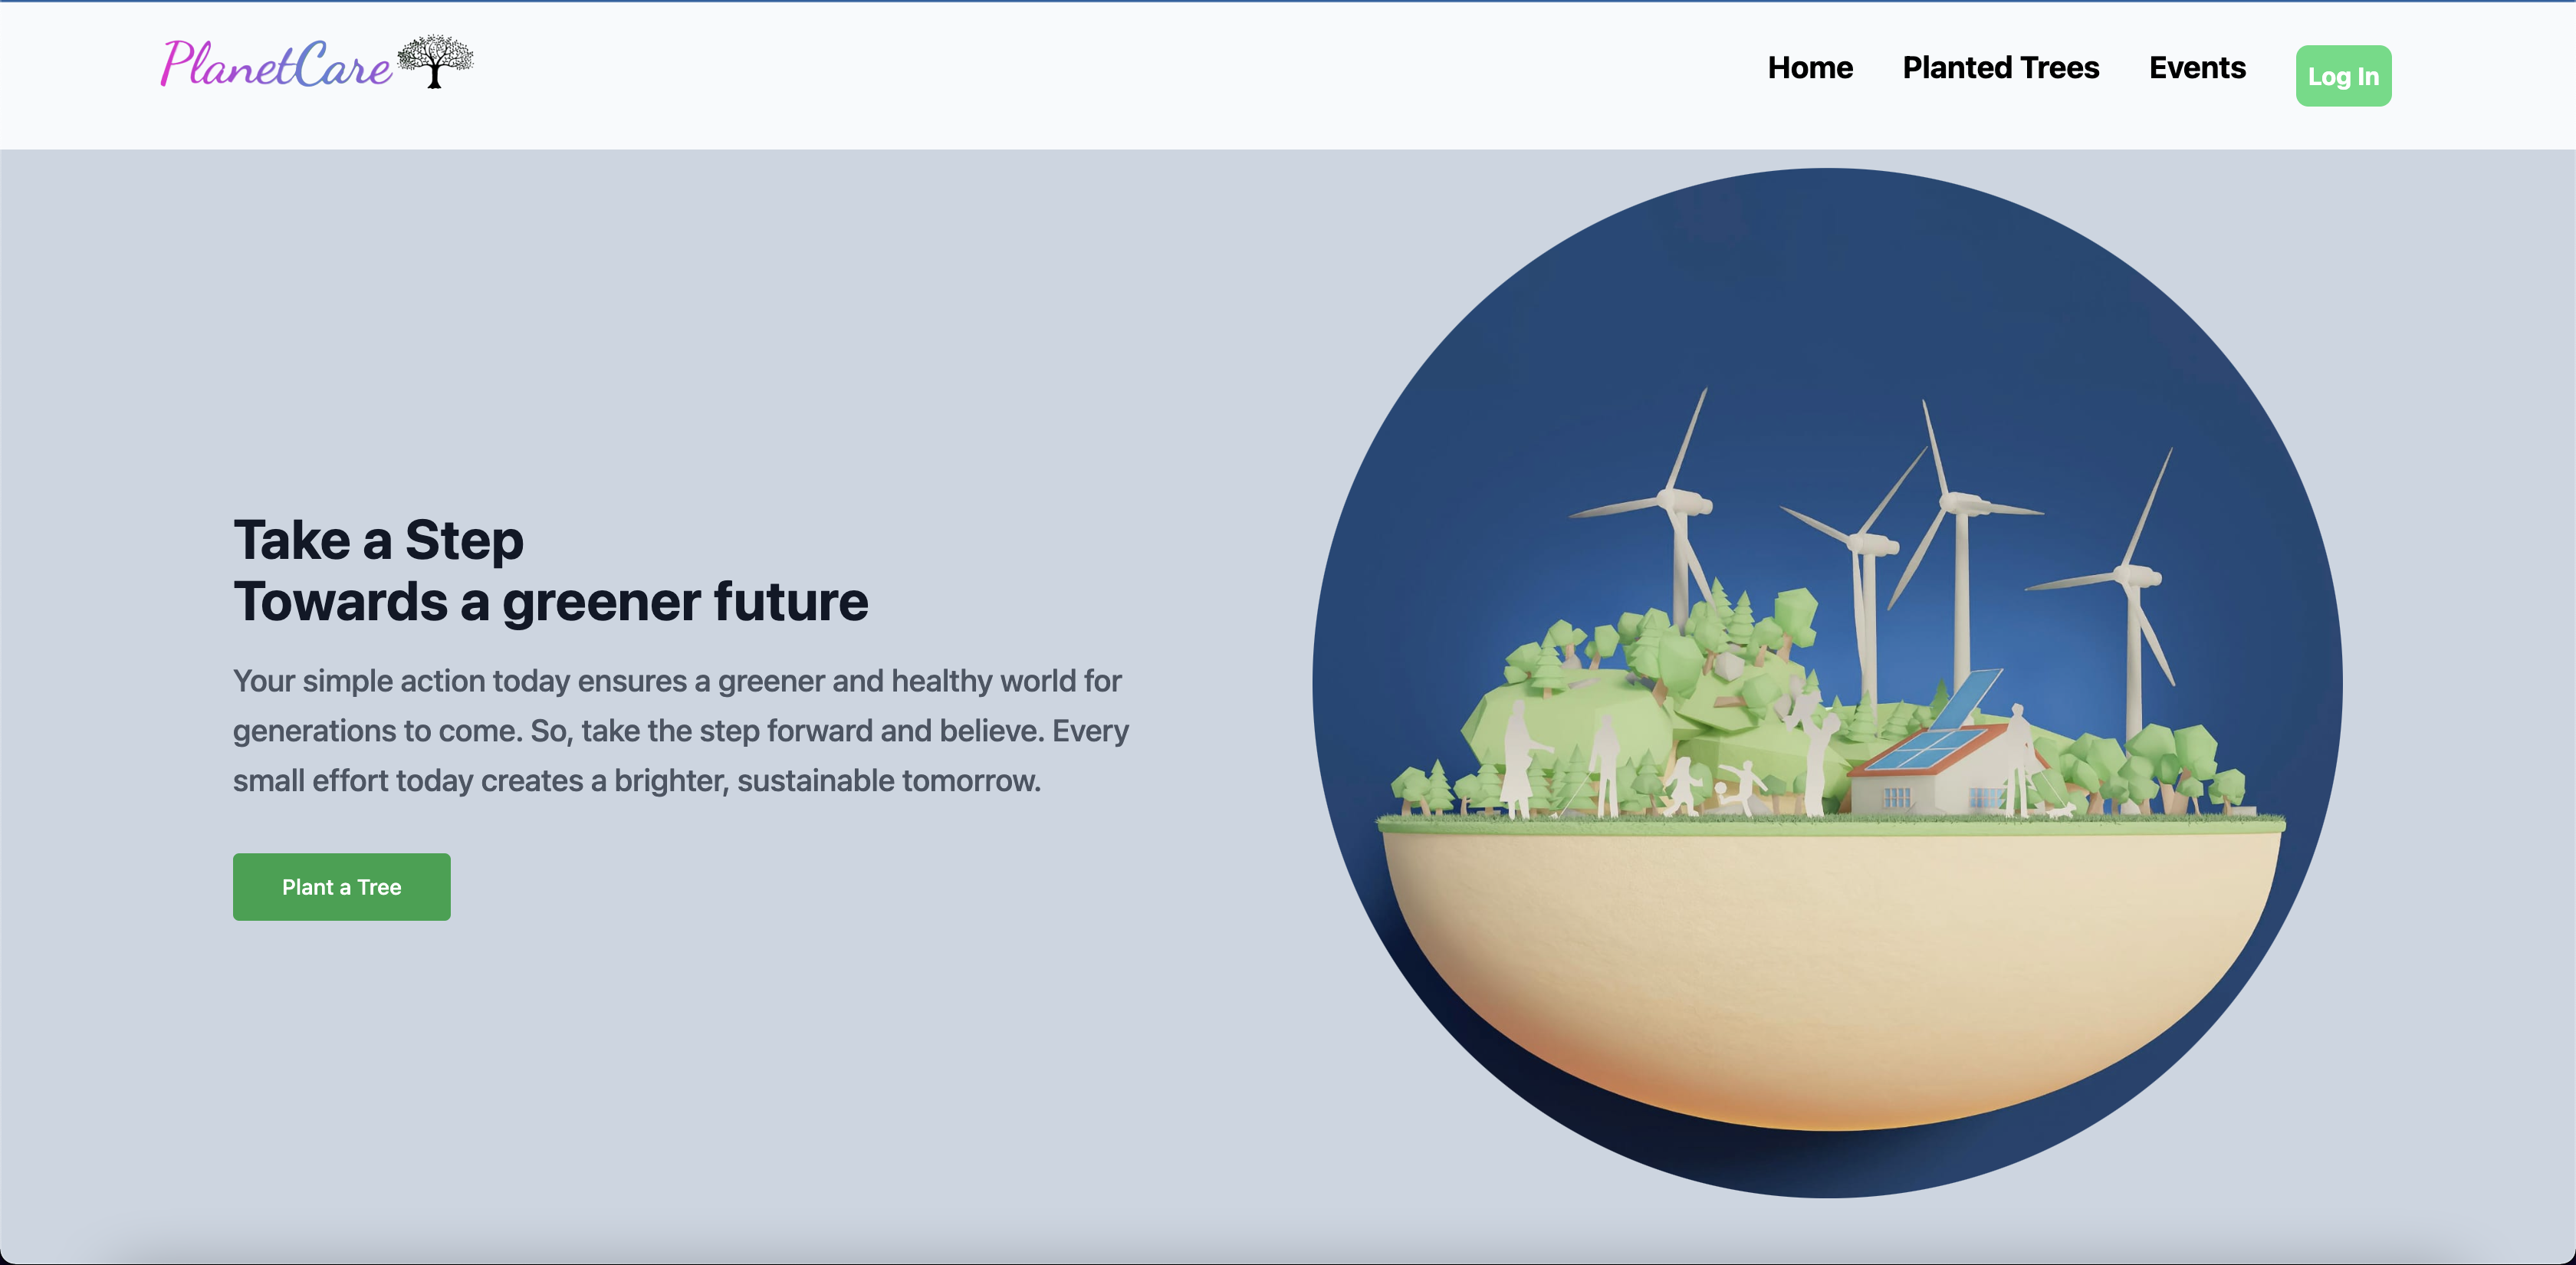 PlanetCare
Home
Planted Trees
Events
Log In
Take a Step
Towards a greener future
Your simple action today ensures a greener and healthy world for
generations to come. So, take the step forward and believe. Every
small effort today creates a brighter, sustainable tomorrow.
Plant a Tree